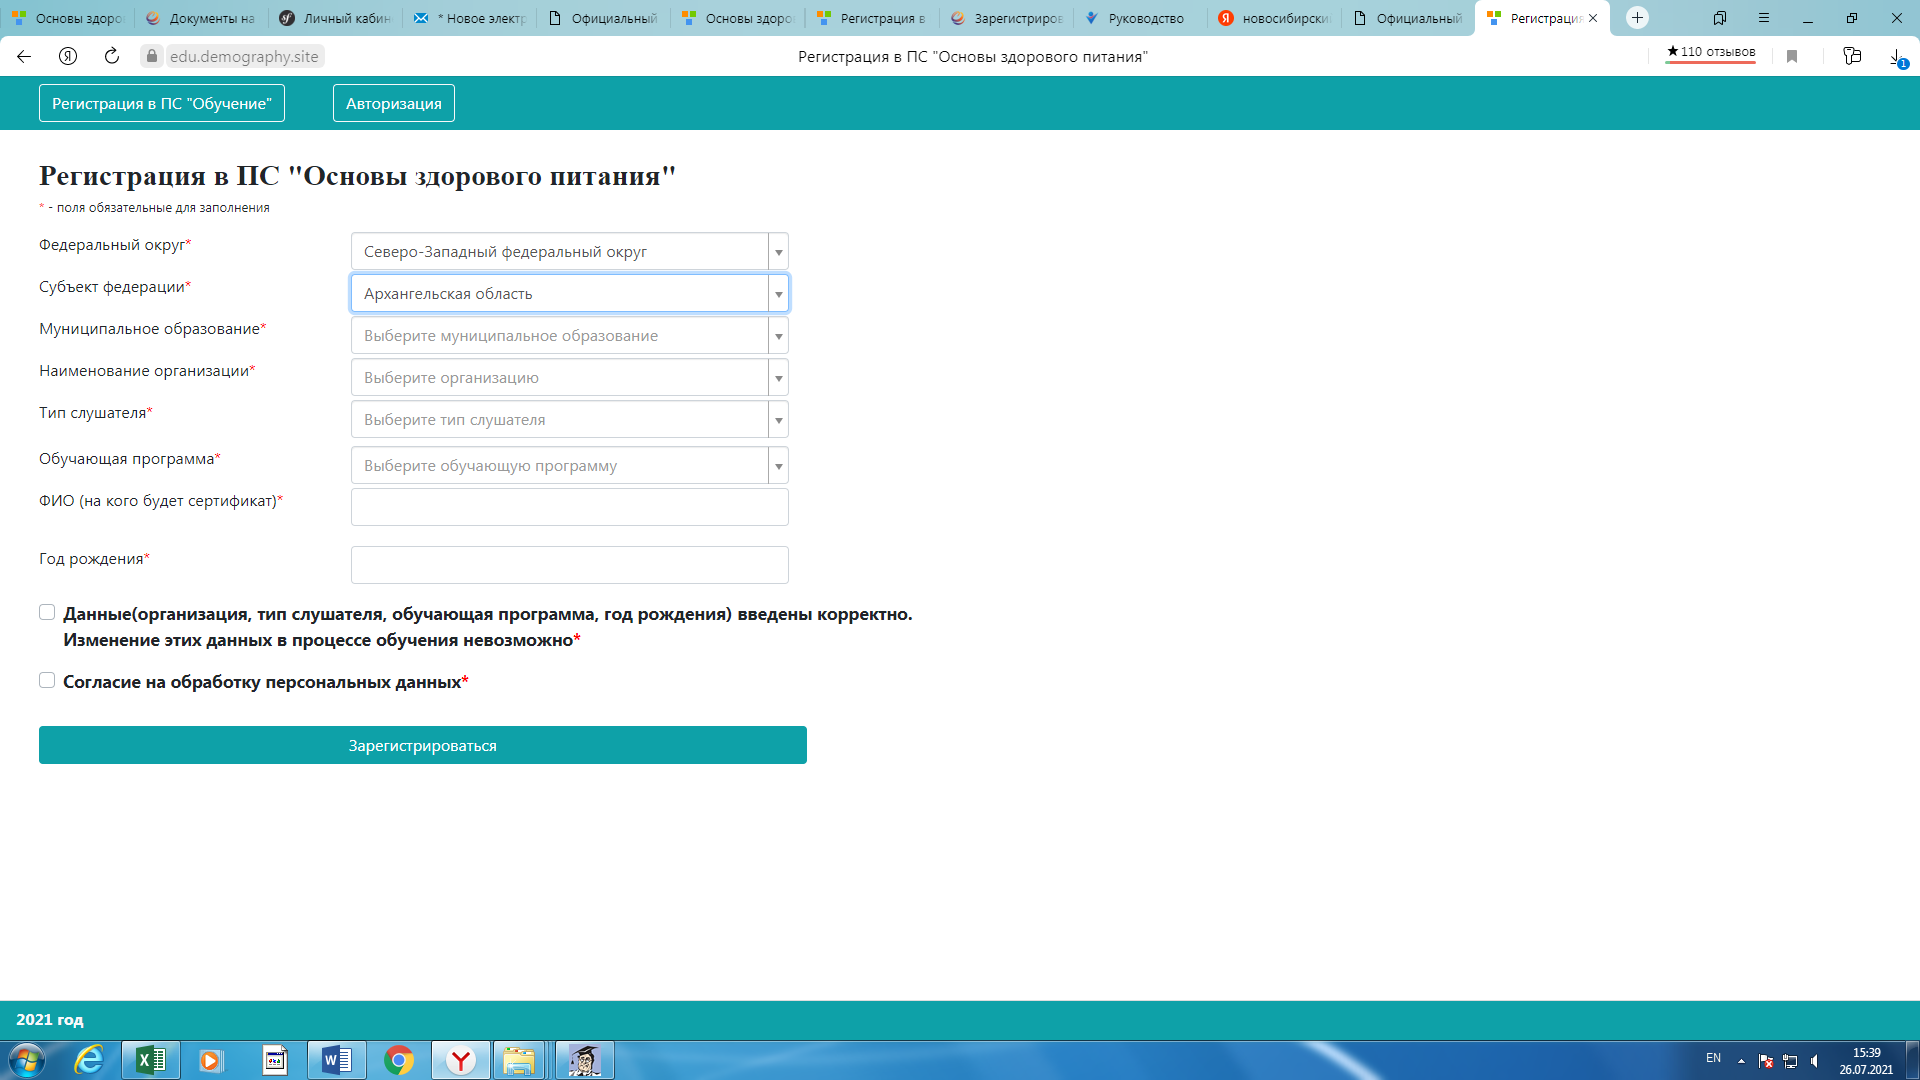 Основы здоро
Документы на
Личный кабин
* Новое электр
Официальный
Основы здоро
Регистрация в
Зарегистриров
Руководство
новосибирски
Официальный
Регистрация
edu.demography.site
Регистрация в ПС "Основы здорового питания"
★110 отзывов
1
Регистрация в ПС "Обучение"
Авторизация
Регистрация в ПС "Основы здорового питания"
* - поля обязательные для заполнения
Федеральный округ*
Северо-Западный федеральный округ
Субъект федерации*
Архангельская область
Муниципальное образование*
Выберите муниципальное образование
Наименование организации*
Выберите организацию
Тип слушателя*
Выберите тип слушателя
Обучающая программа*
Выберите обучающую программу
ФИО (на кого будет сертификат)*
Год рождения*
Данные(организация, тип слушателя, обучающая программа, год рождения) введены корректно.
Изменение этих данных в процессе обучения невозможно*
Согласие на обработку персональных данных*
Зарегистрироваться
2021 год
EN
15:39
26.07.2021